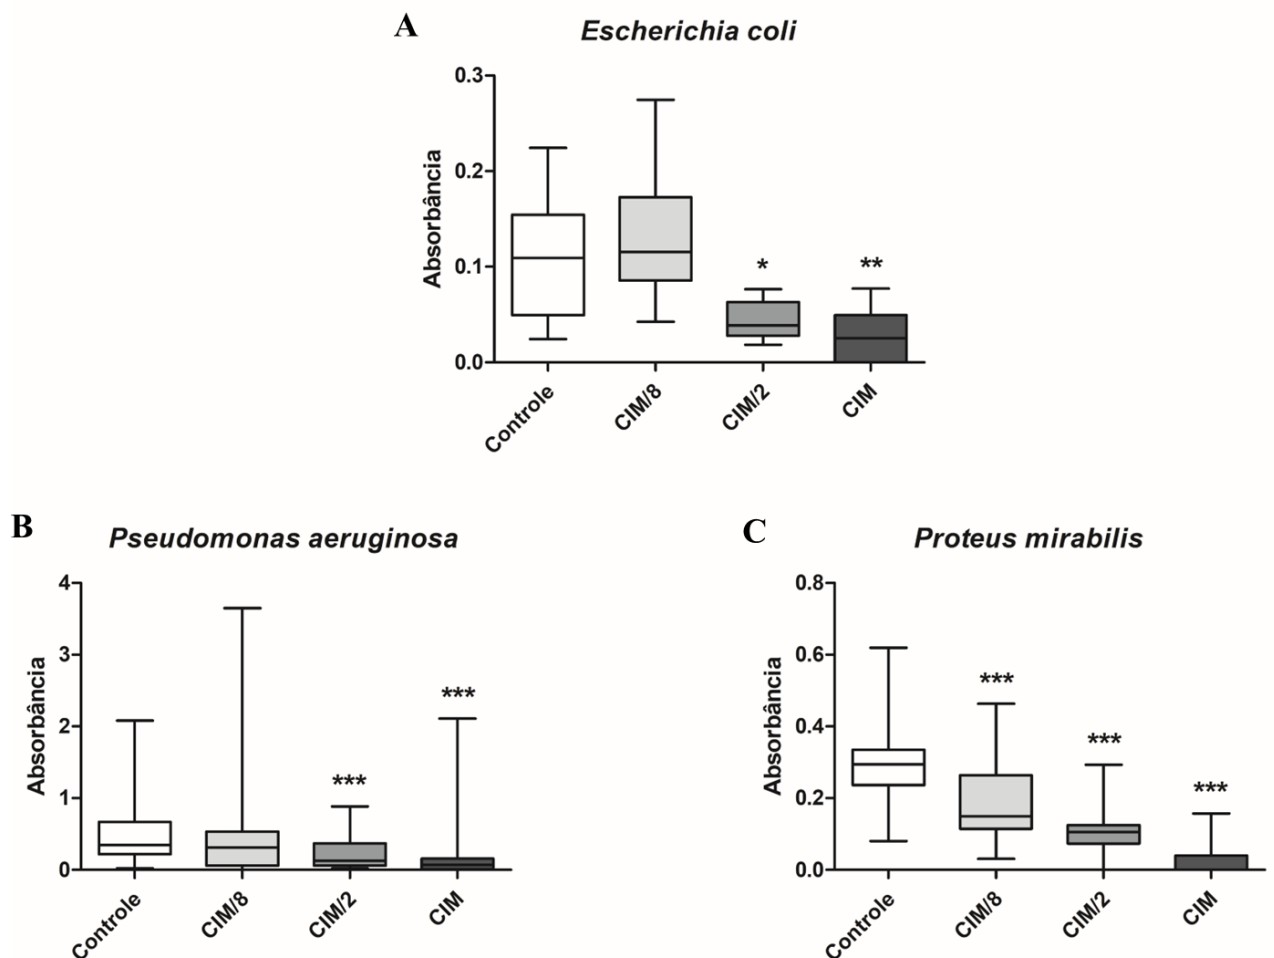 A
Escherichia coli
Absorbância
0.3
0.2
0.1
0.0
*
**
Controle
CIM/8
CIM/2
CIM
B
Pseudomonas aeruginosa
Absorbância
4
3
2
1
0
***
***
Controle
CIM/8
CIM/2
CIM
C
Proteus mirabilis
Absorbância
0.8
0.6
0.4
0.2
0.0
***
***
***
Controle
CIM/8
CIM/2
CIM